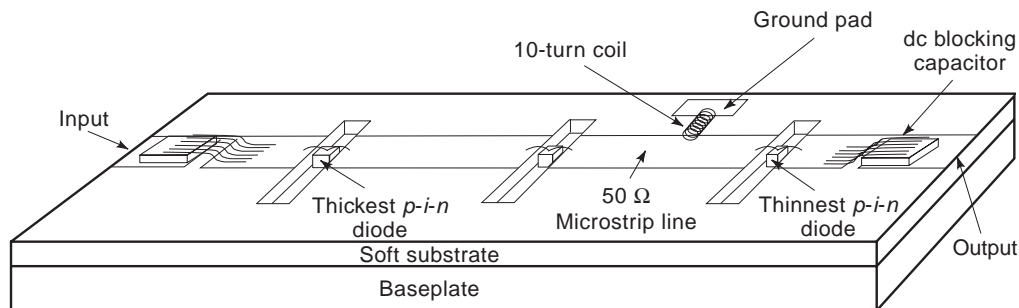 Ground pad
10-turn coil
dc blocking
capacitor
Input
Thickest p-i-n
diode
50 Ω
Microstrip line
Thinnest p-i-n
diode
Output
Soft substrate
Baseplate